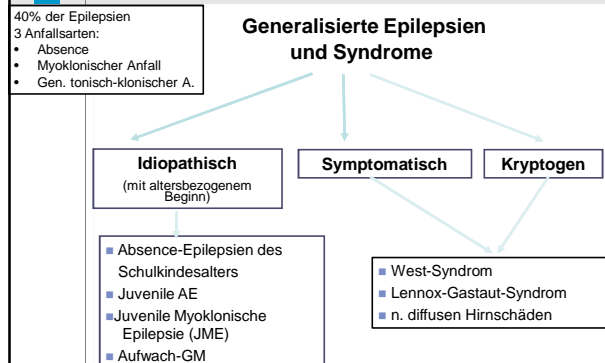 40% der Epilepsien
3 Anfallsarten:
• Absence
• Myoklonischer Anfall
• Gen. tonisch-klonischer A.
Generalisierte Epilepsien
und Syndrome
Idiopathisch
(mit altersbezogenem
Beginn)
Symptomatisch
Kryptogen
■ Absence-Epilepsien des
Schulkindesalters
■ Juvenile AE
■Juvenile Myoklonische
Epilepsie (JME)
■ Aufwach-GM
■ West-Syndrom
■ Lennox-Gastaut-Syndrom
■ n. diffusen Hirnschäden